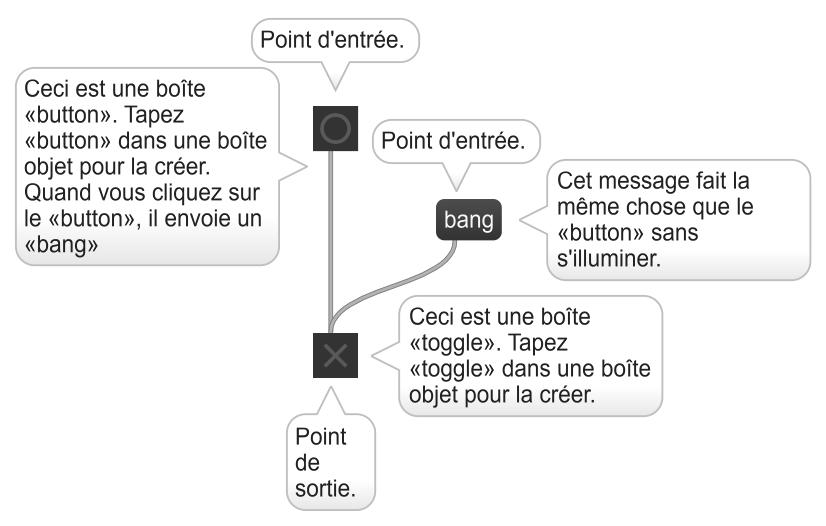 Point d'entrée.
Ceci est une boîte
«button». Tapez
«button» dans une boîte
objet pour la créer.
Quand vous cliquez sur
le «button», il envoie un
«bang»
Point d'entrée.
bang
Cet message fait la
même chose que le
«button» sans
s'illuminer.
Ceci est une boîte
«toggle». Tapez
«toggle» dans une boîte
objet pour la créer.
Point
de
sortie.